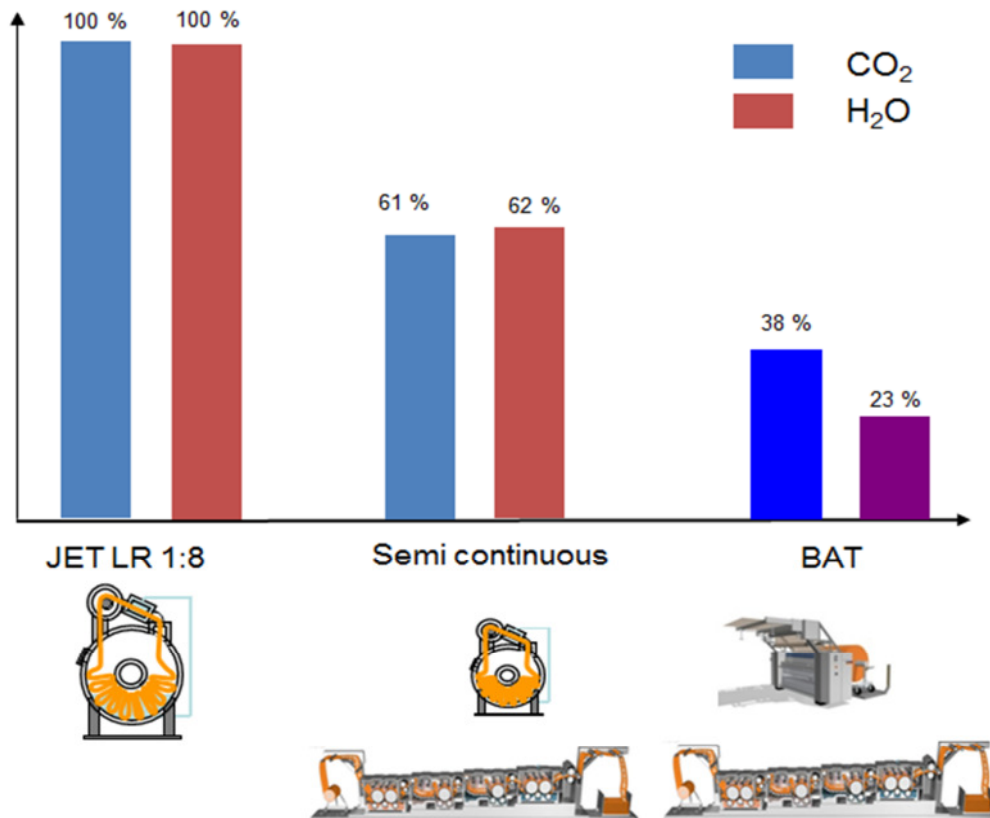 100 %
100 %
CO₂
H₂O
61 %
62 %
38 %
23 %
JET LR 1:8
Semi continuous
BAT